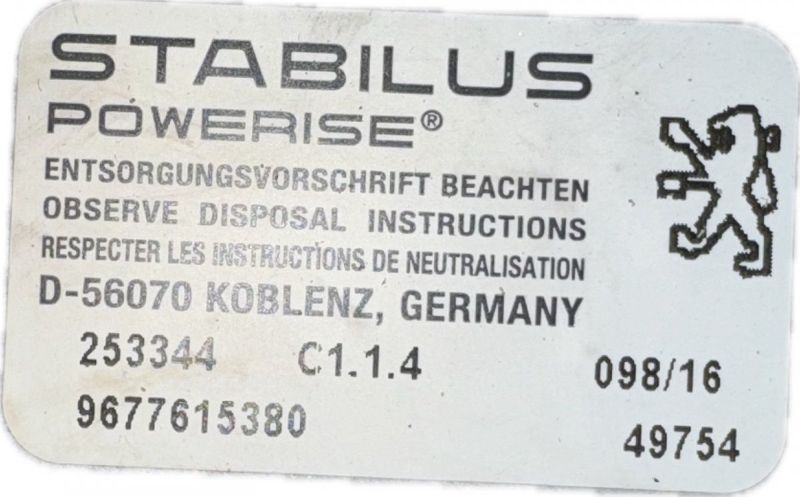 STABILUS
POWERISE®
ENTSORGUNGSVORSCHRIFT BEACHTEN
OBSERVE DISPOSAL INSTRUCTIONS
RESPECTER LES INSTRUCTIONS DE NEUTRALISATION
D-56070 KOBLENZ, GERMANY
253344 C1.1.4 098/16
9677615380 49754